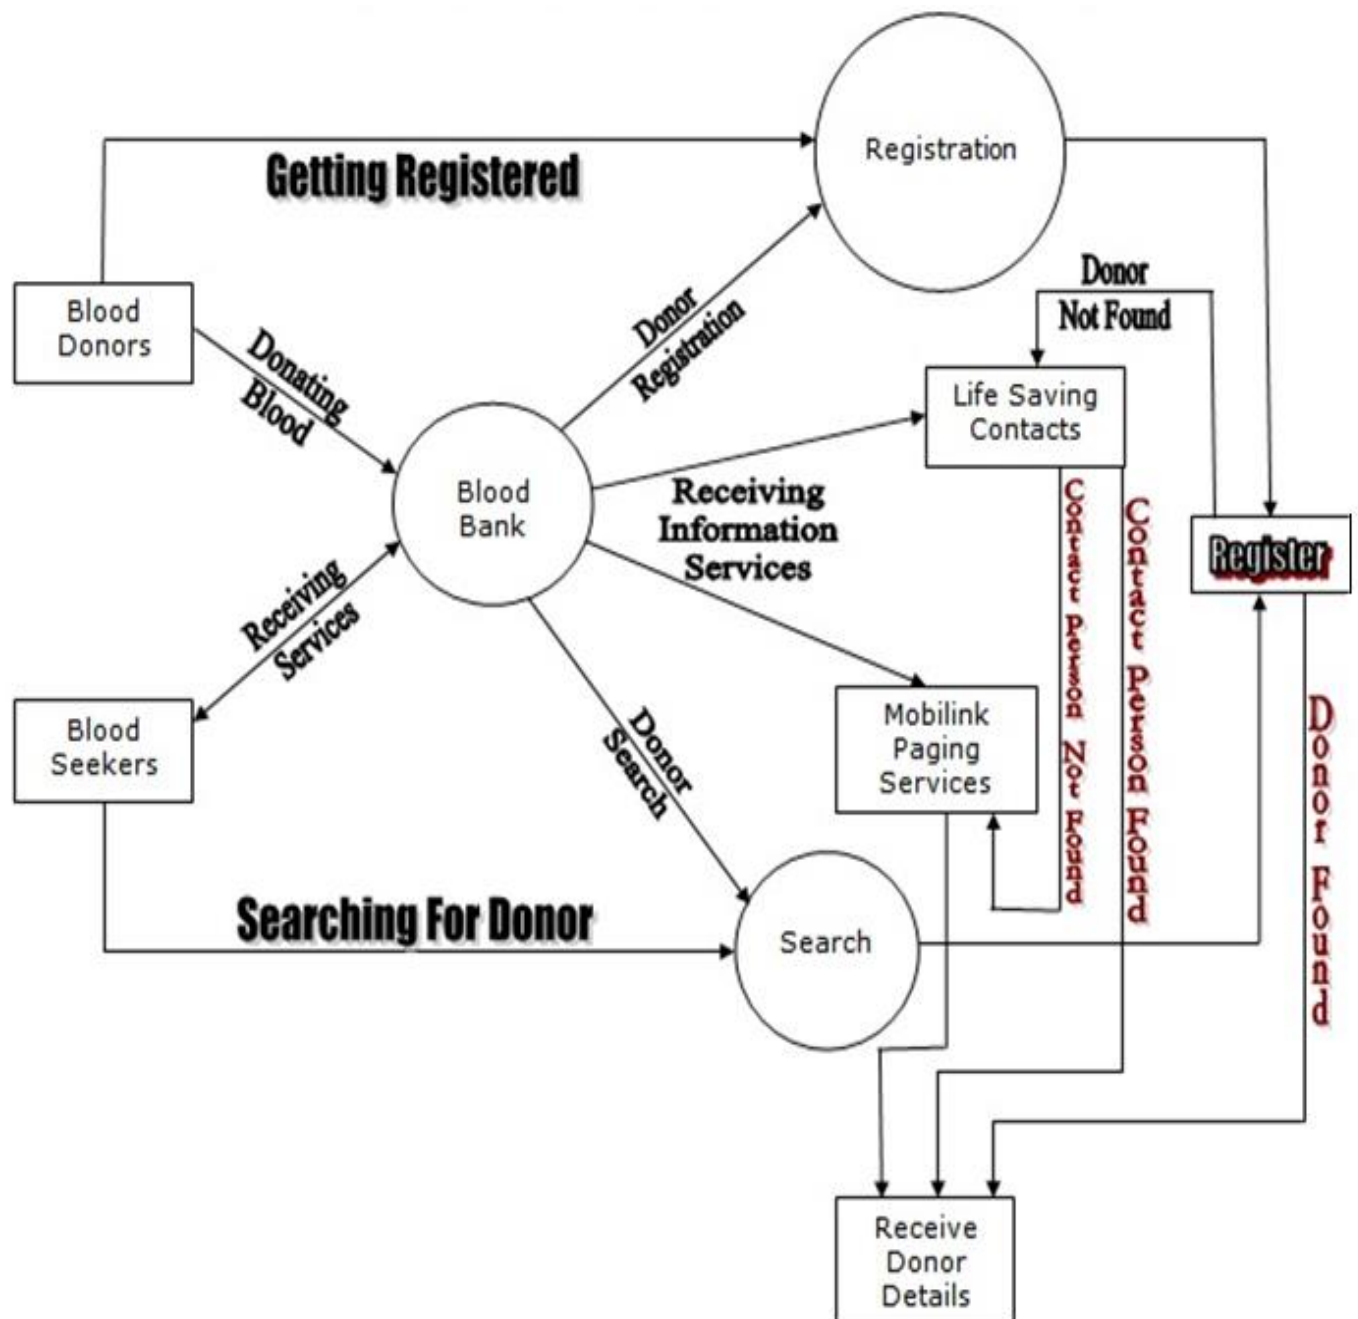 Registration
Getting Registered
Donor
Not Found
Blood
Donors
Donor
Registration
Donating
Blood
Life Saving
Contacts
Blood
Bank
Receiving
Information
Services
Contact Person Not Found
Contact Person Found
Register
Receiving
Services
Blood
Seekers
Mobilink
Paging
Services
Donor
Search
Donor Found
Searching For Donor
Search
Receive
Donor
Details